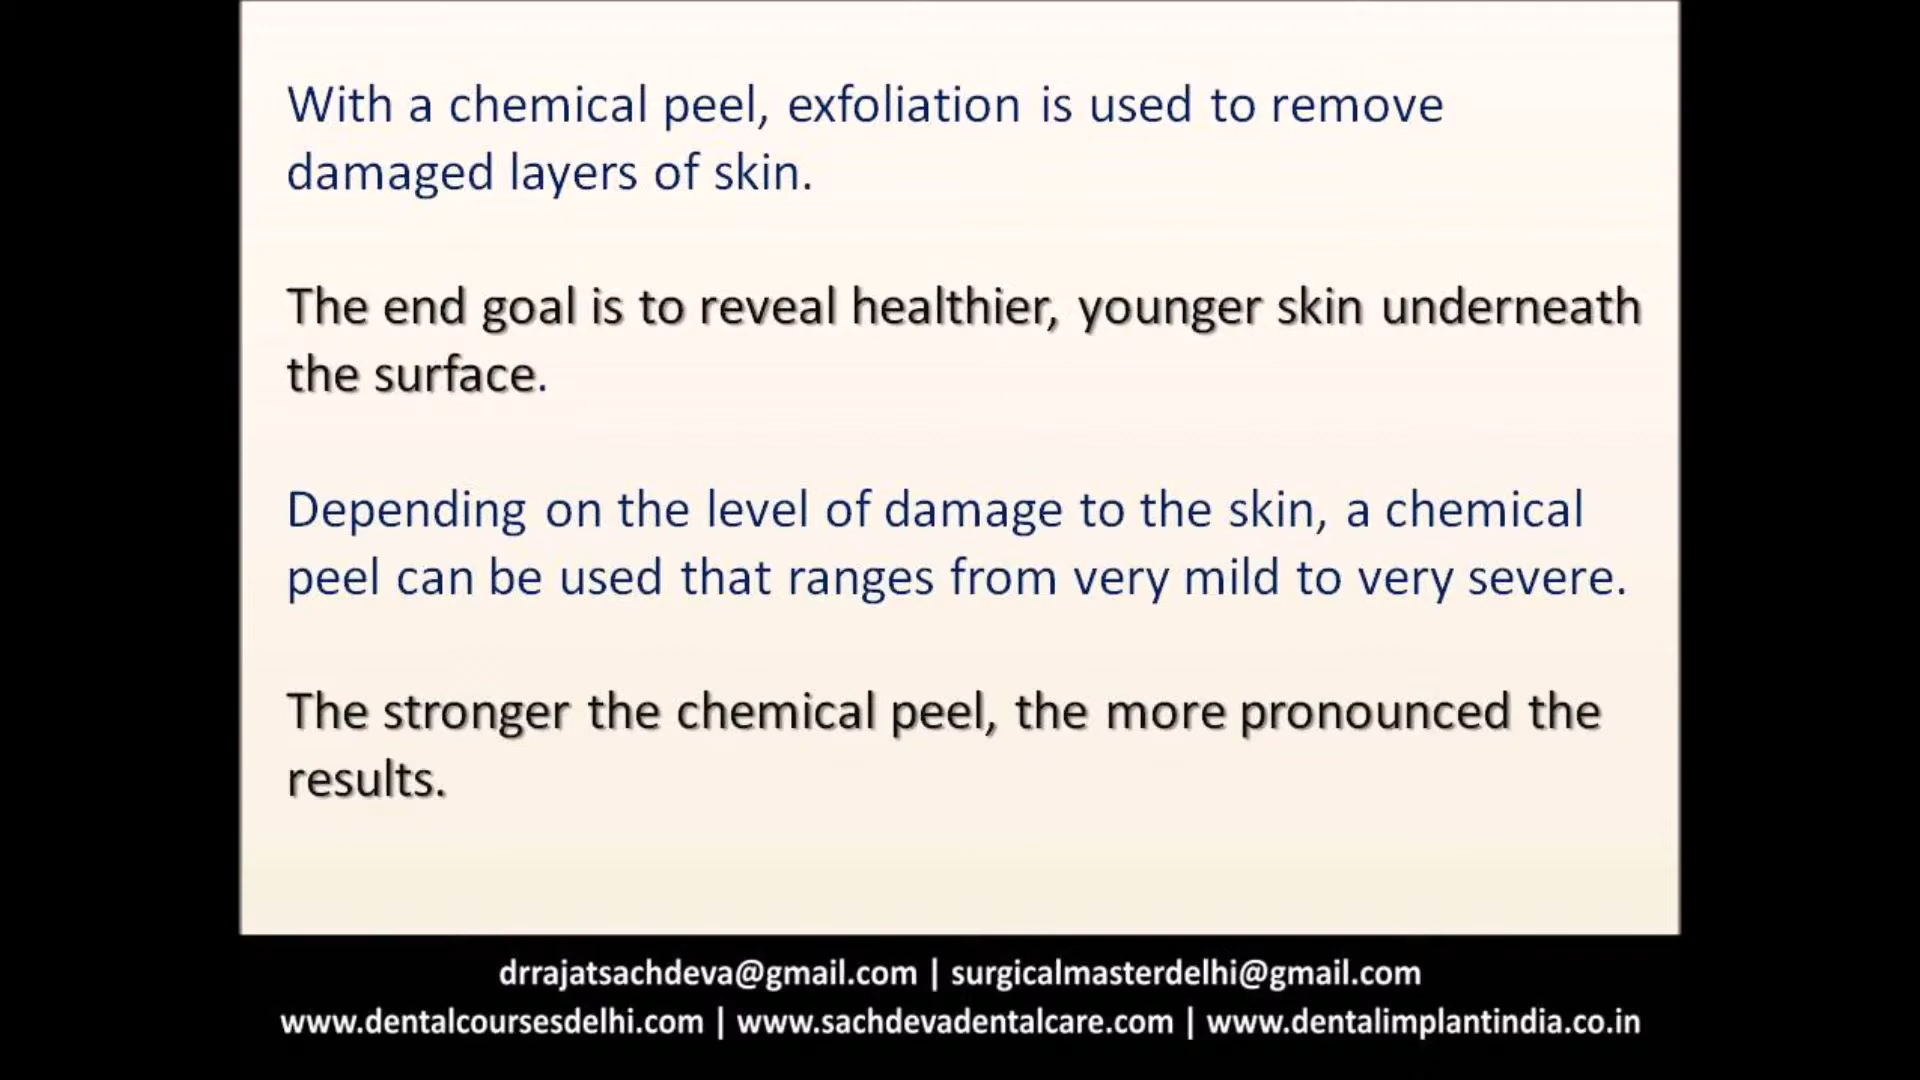 With a chemical peel, exfoliation is used to remove
damaged layers of skin.
The end goal is to reveal healthier, younger skin underneath
the surface.
Depending on the level of damage to the skin, a chemical
peel can be used that ranges from very mild to very severe.
The stronger the chemical peel, the more pronounced the
results.
drrajatsachdeva@gmail.com | surgicalmasterdelhi@gmail.com
www.dentalcoursesdelhi.com | www.sachdevadentalcare.com | www.dentalimplantindia.co.in